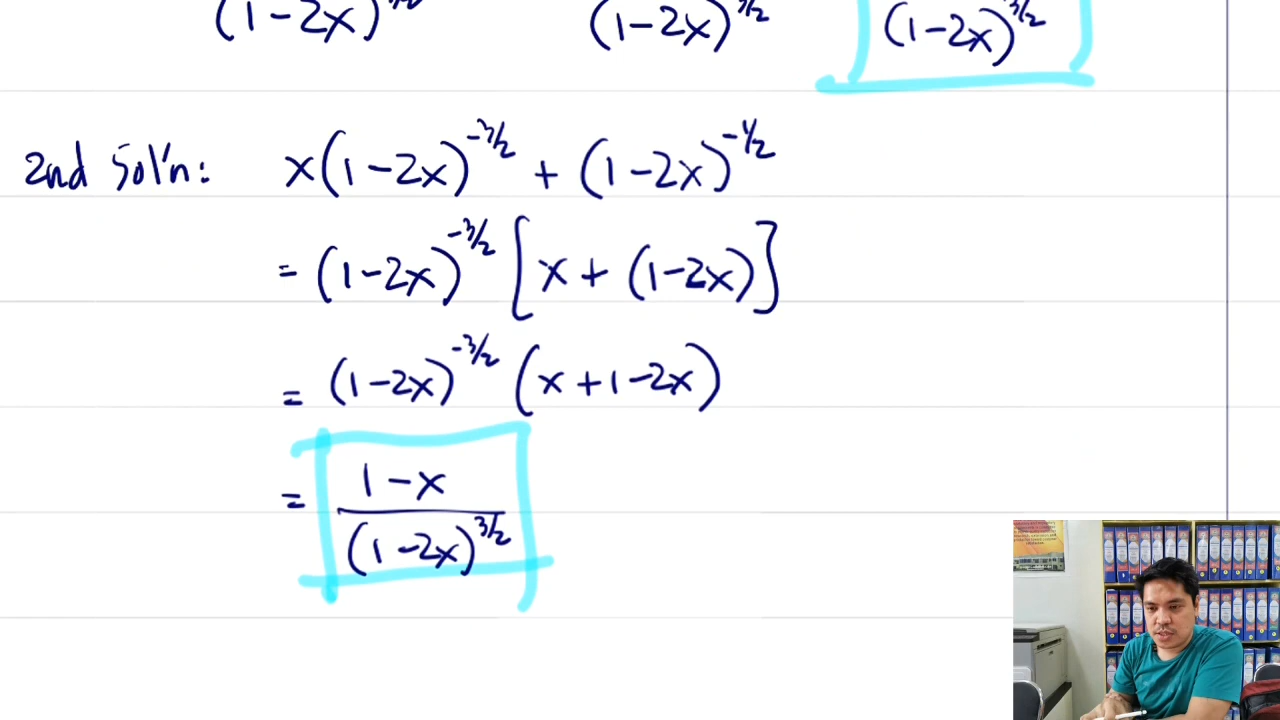 (1-2x)^3/2 (1-2x)^3/2 (1-2x)^3/2
2nd Sol'n: x(1-2x)^-3/2 + (1-2x)^-1/2
= (1-2x)^-3/2 [x + (1-2x)]
= (1-2x)^-3/2 (x+1-2x)
= 1-x
(1-2x)^3/2